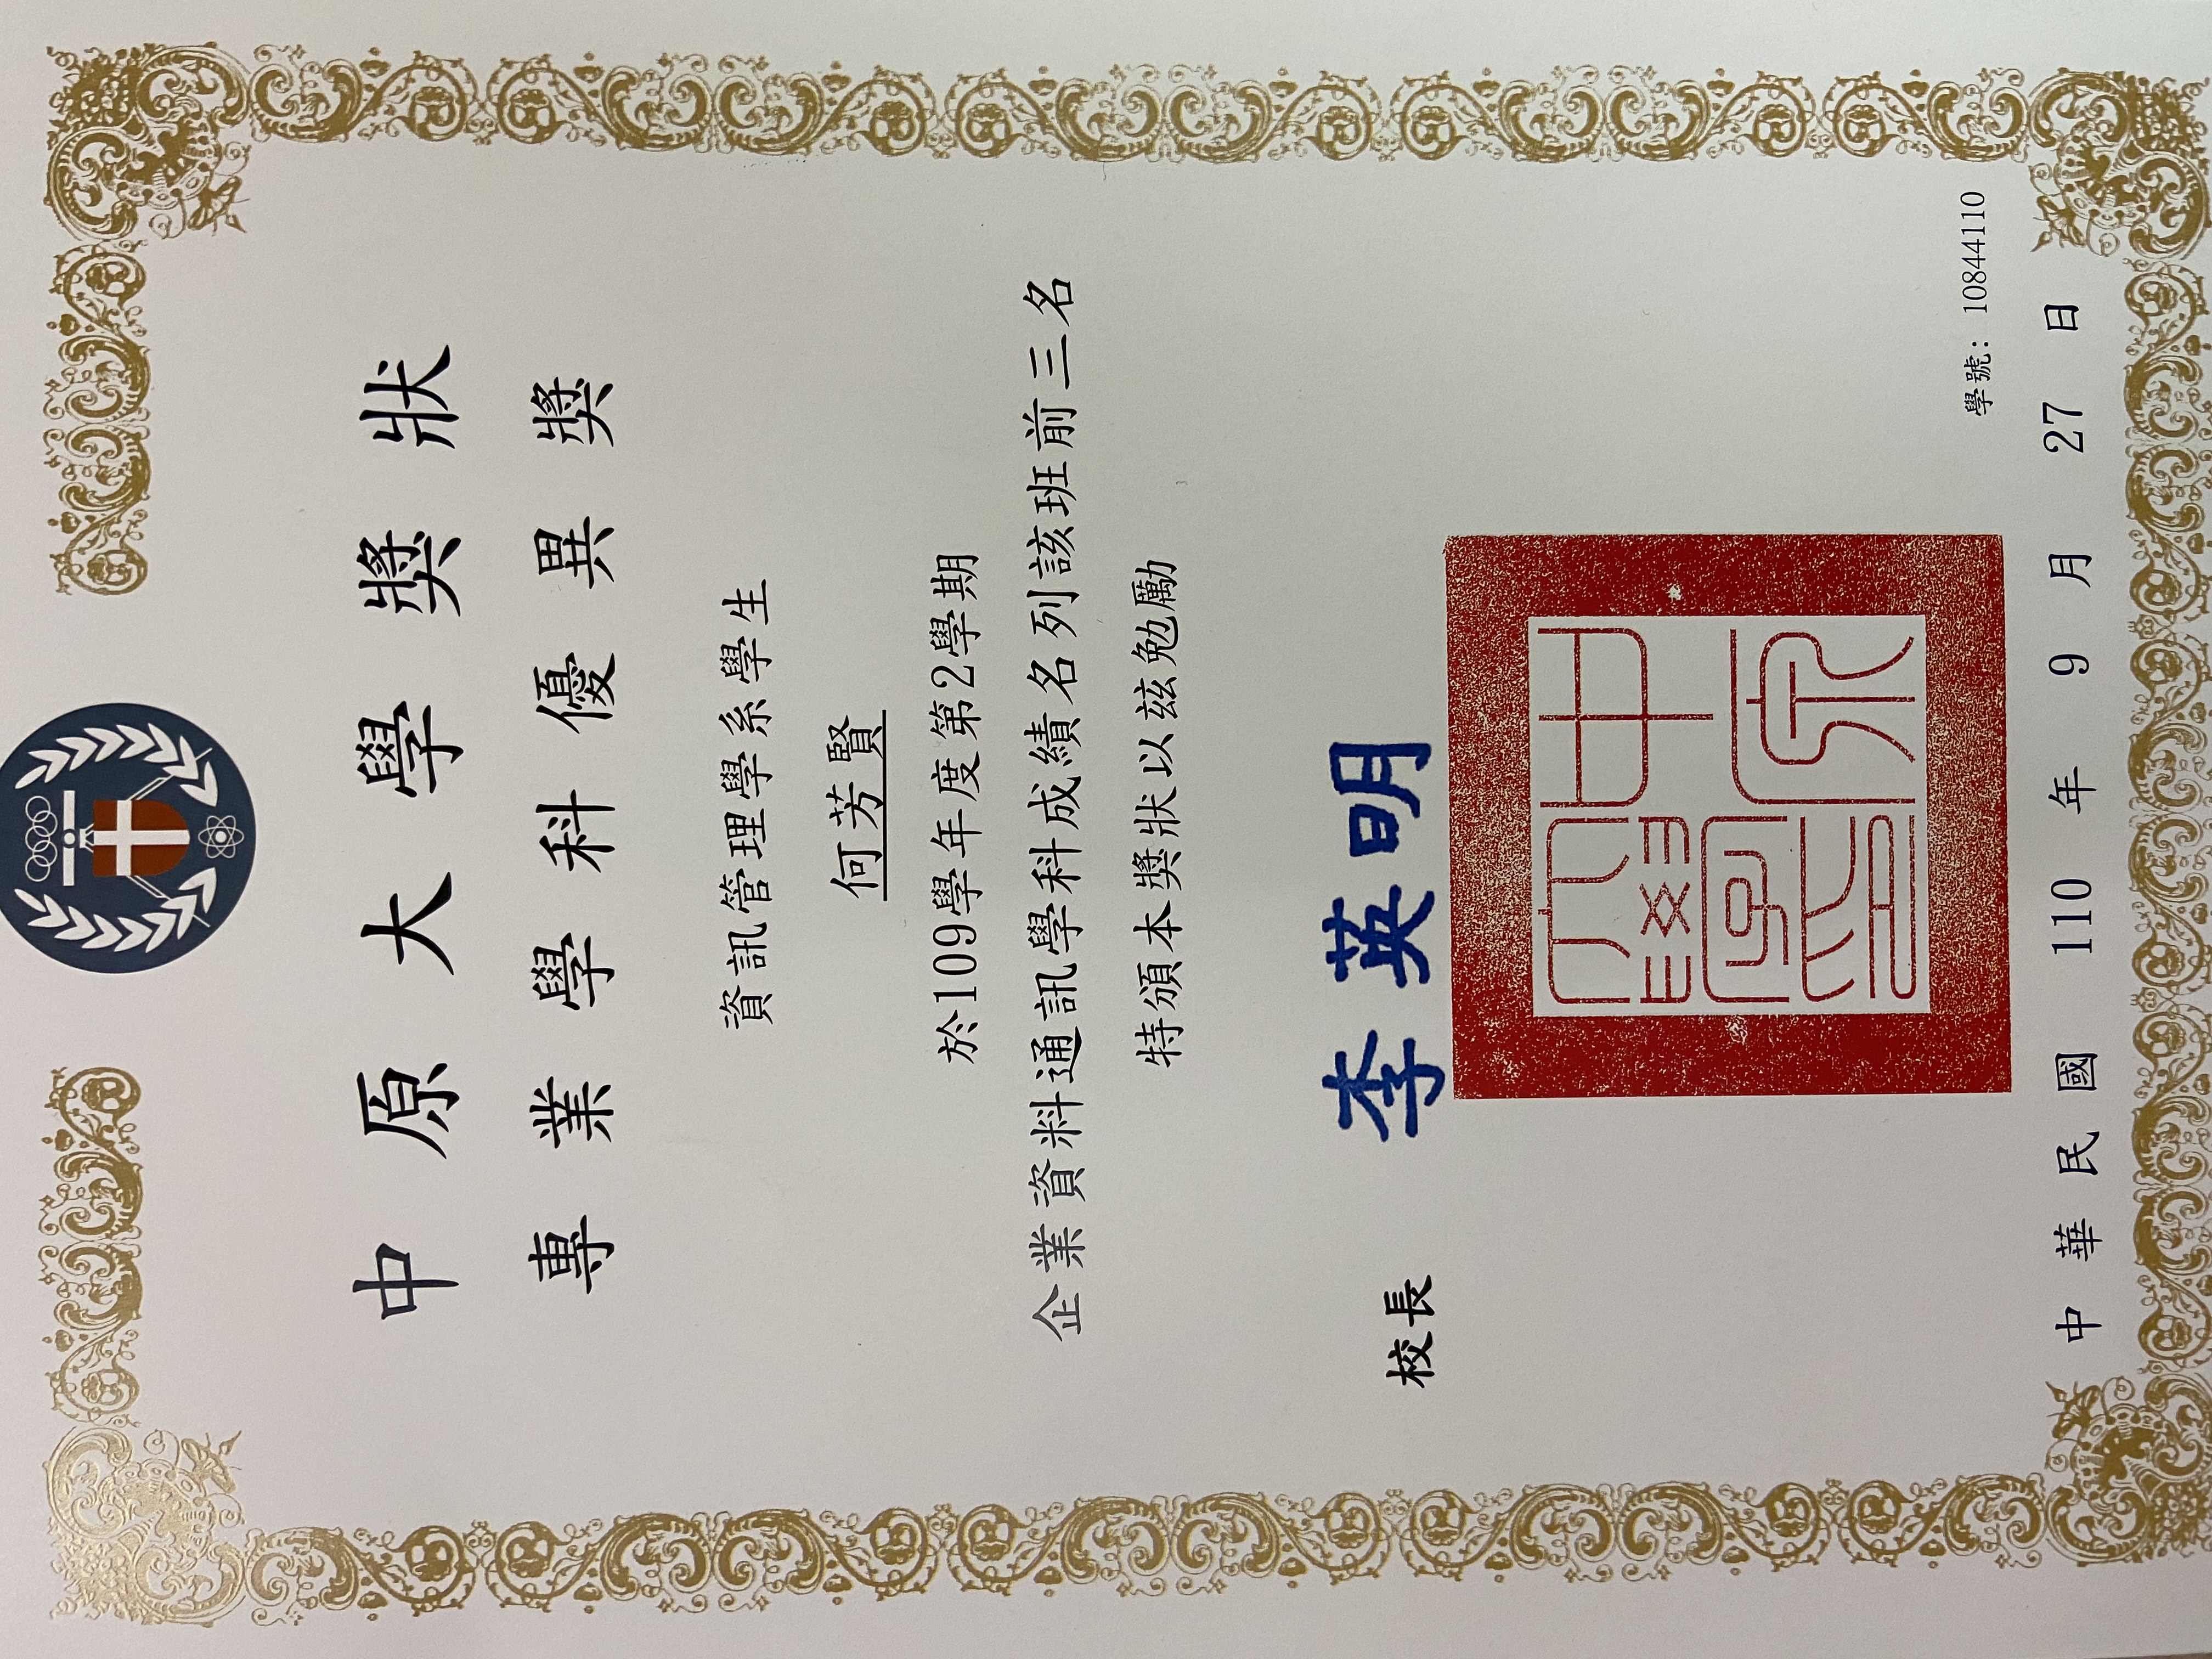 中原大學獎狀
專業學科優異獎
資訊管理學系學生
何芳賢
於109學年度第2學期
企業資料通訊學科成績名列該班前三名
特頒本獎狀以玆勉勵
校長 李英明
中原
大學印
學號: 10844110
中華民國 110 年 9 月 27 日